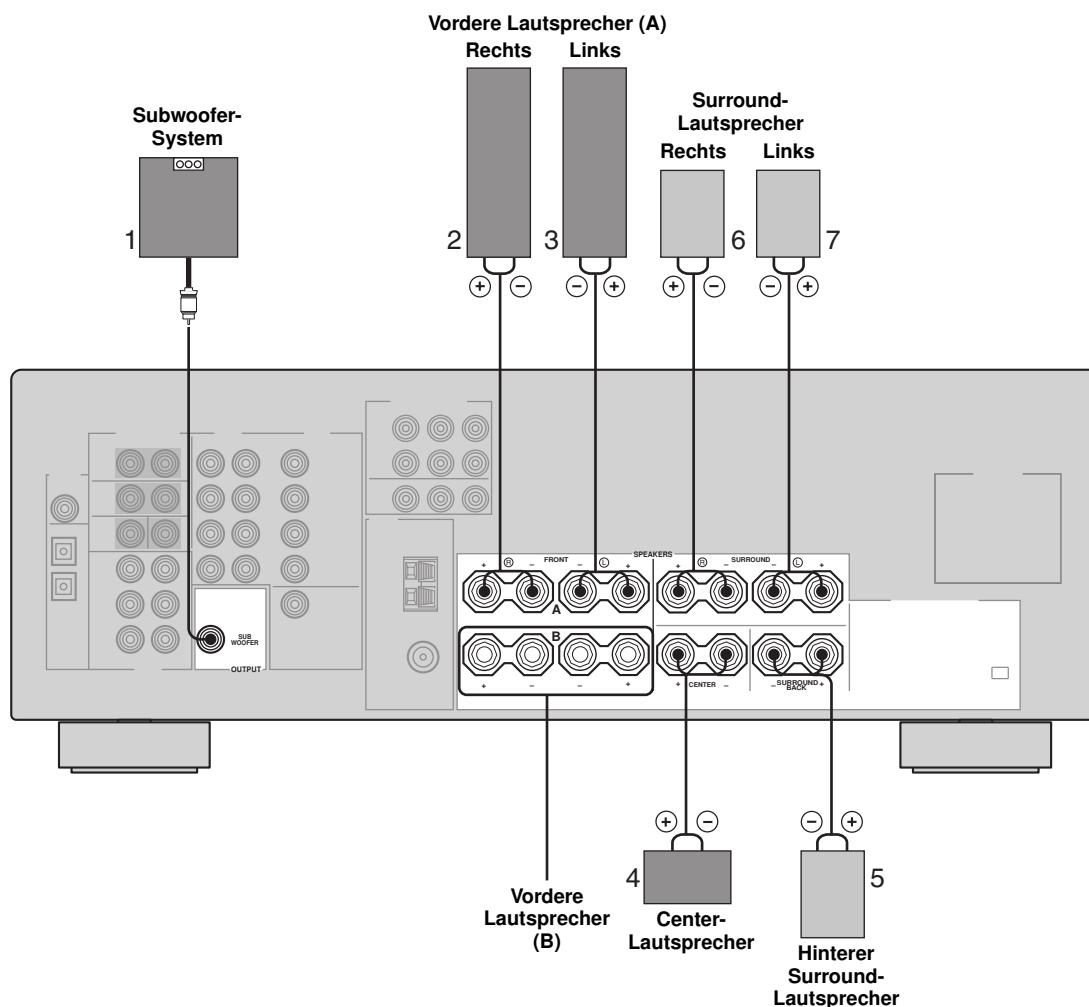 Vordere Lautsprecher (A)
Rechts Links
Subwoofer-
System
Surround-
Lautsprecher
Rechts Links
1
2
3
6
7
+ − − + + − − +
SPEAKERS
+ R FRONT − − L + + R SURROUND − − L +
A
B
SUB
WOOFER
OUTPUT
+ − − + + CENTER − − SURROUND +
BACK
+ − − +
4
5
Vordere
Lautsprecher
(B)
Center-
Lautsprecher
Hinterer
Surround-
Lautsprecher